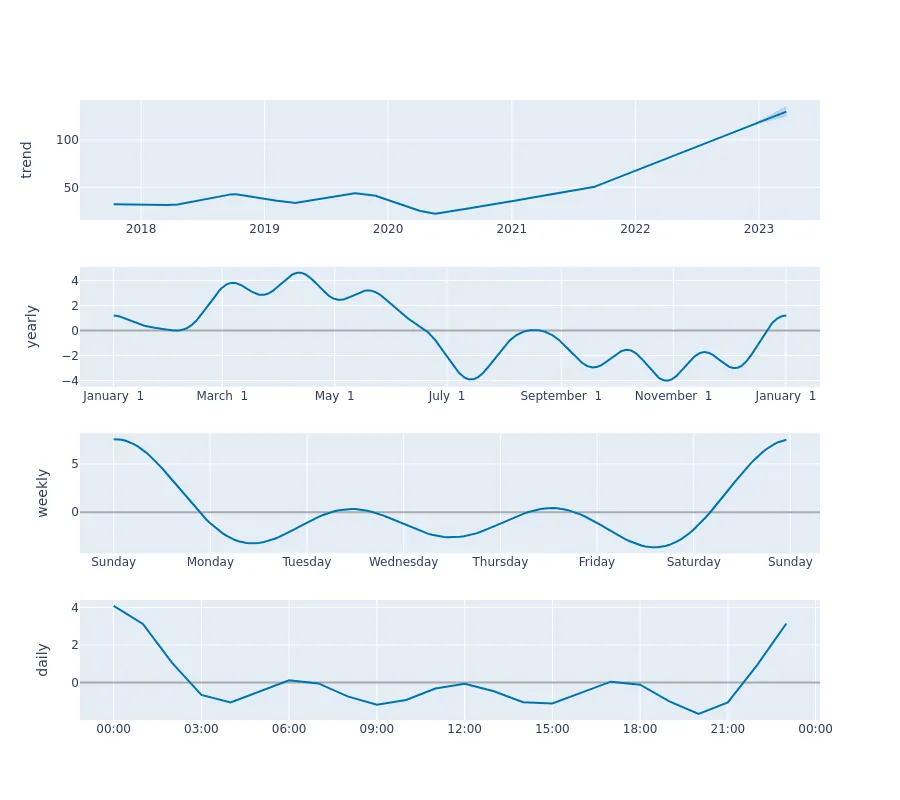 trend
100
50
2018 2019 2020 2021 2022 2023
yearly
4
2
0
−2
−4
January 1 March 1 May 1 July 1 September 1 November 1 January 1
weekly
5
0
Sunday Monday Tuesday Wednesday Thursday Friday Saturday Sunday
daily
4
2
0
00:00 03:00 06:00 09:00 12:00 15:00 18:00 21:00 00:00